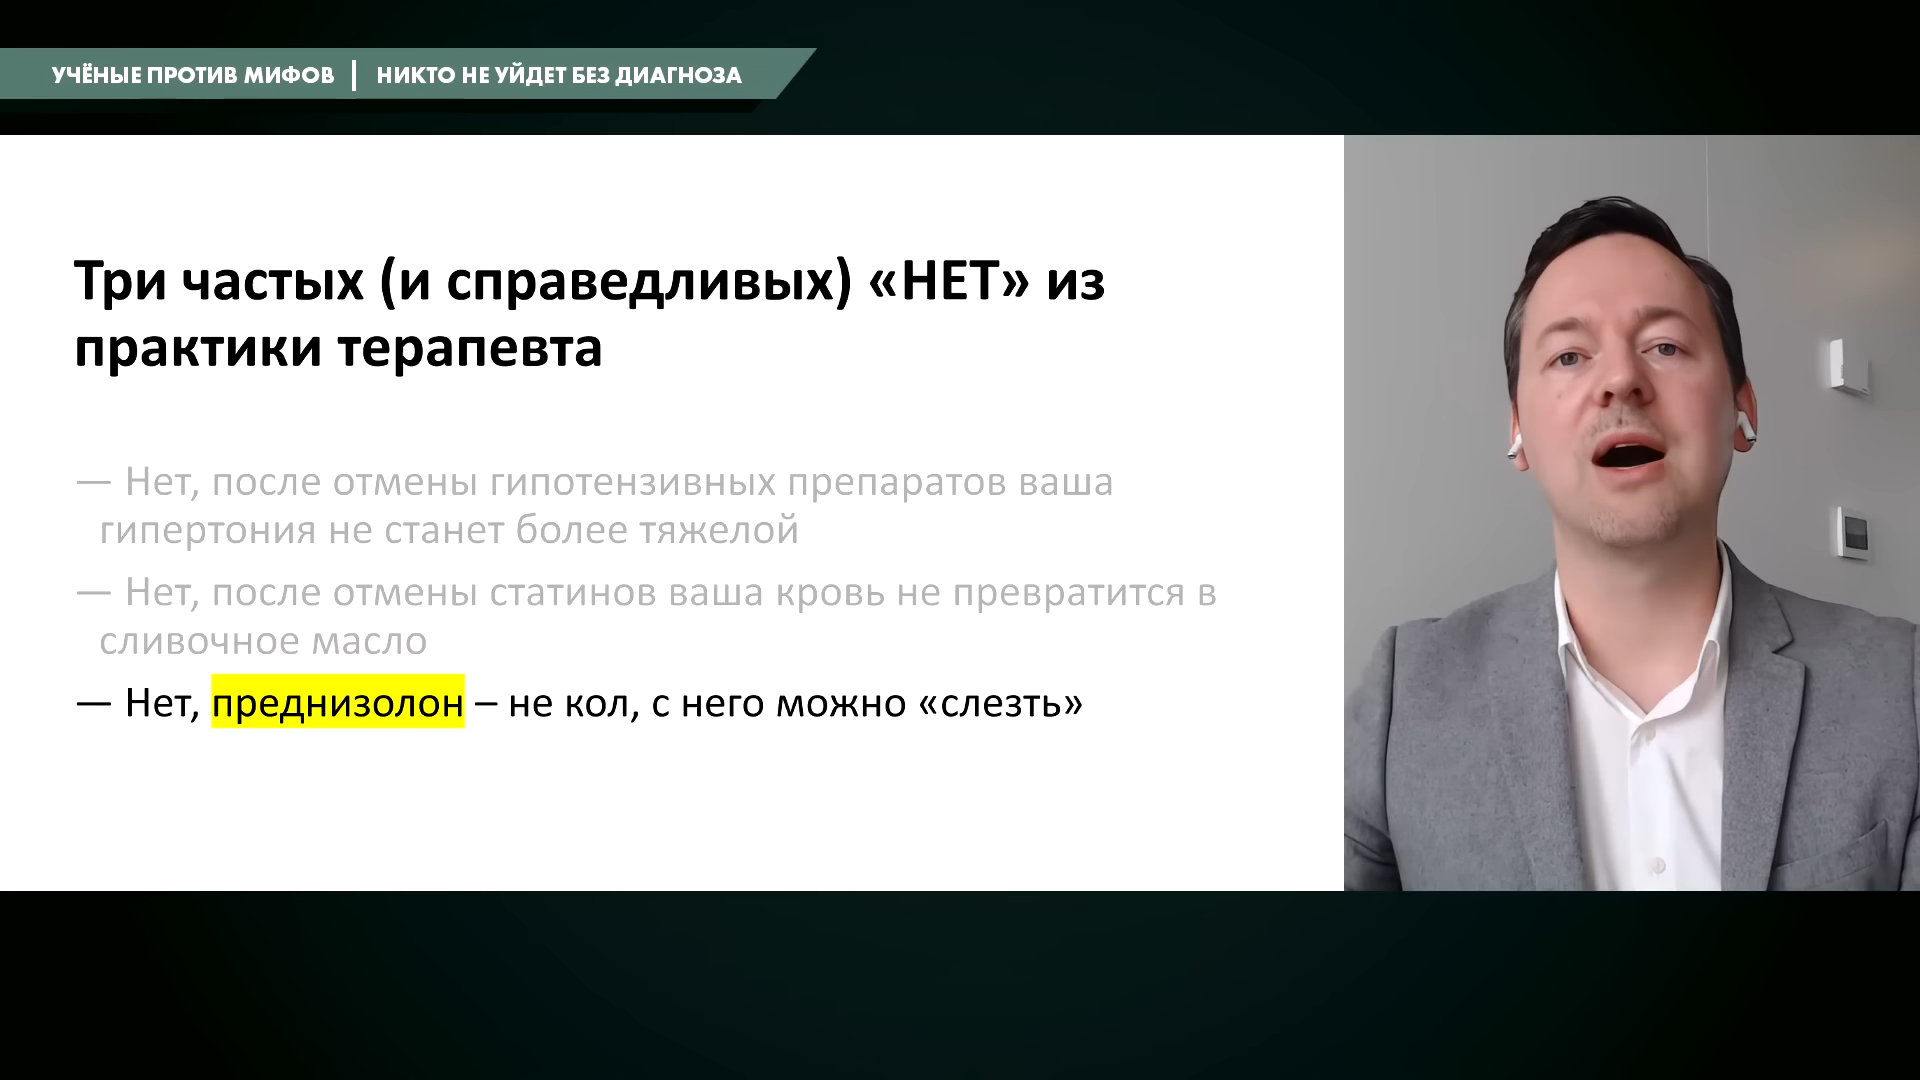 УЧЁНЫЕ ПРОТИВ МИФОВ | НИКТО НЕ УЙДЕТ БЕЗ ДИАГНОЗА
Три частых (и справедливых) «НЕТ» из
практики терапевта
— Нет, после отмены гипотензивных препаратов ваша
гипертония не станет более тяжелой
— Нет, после отмены статинов ваша кровь не превратится в
сливочное масло
— Нет, преднизолон – не кол, с него можно «слезть»